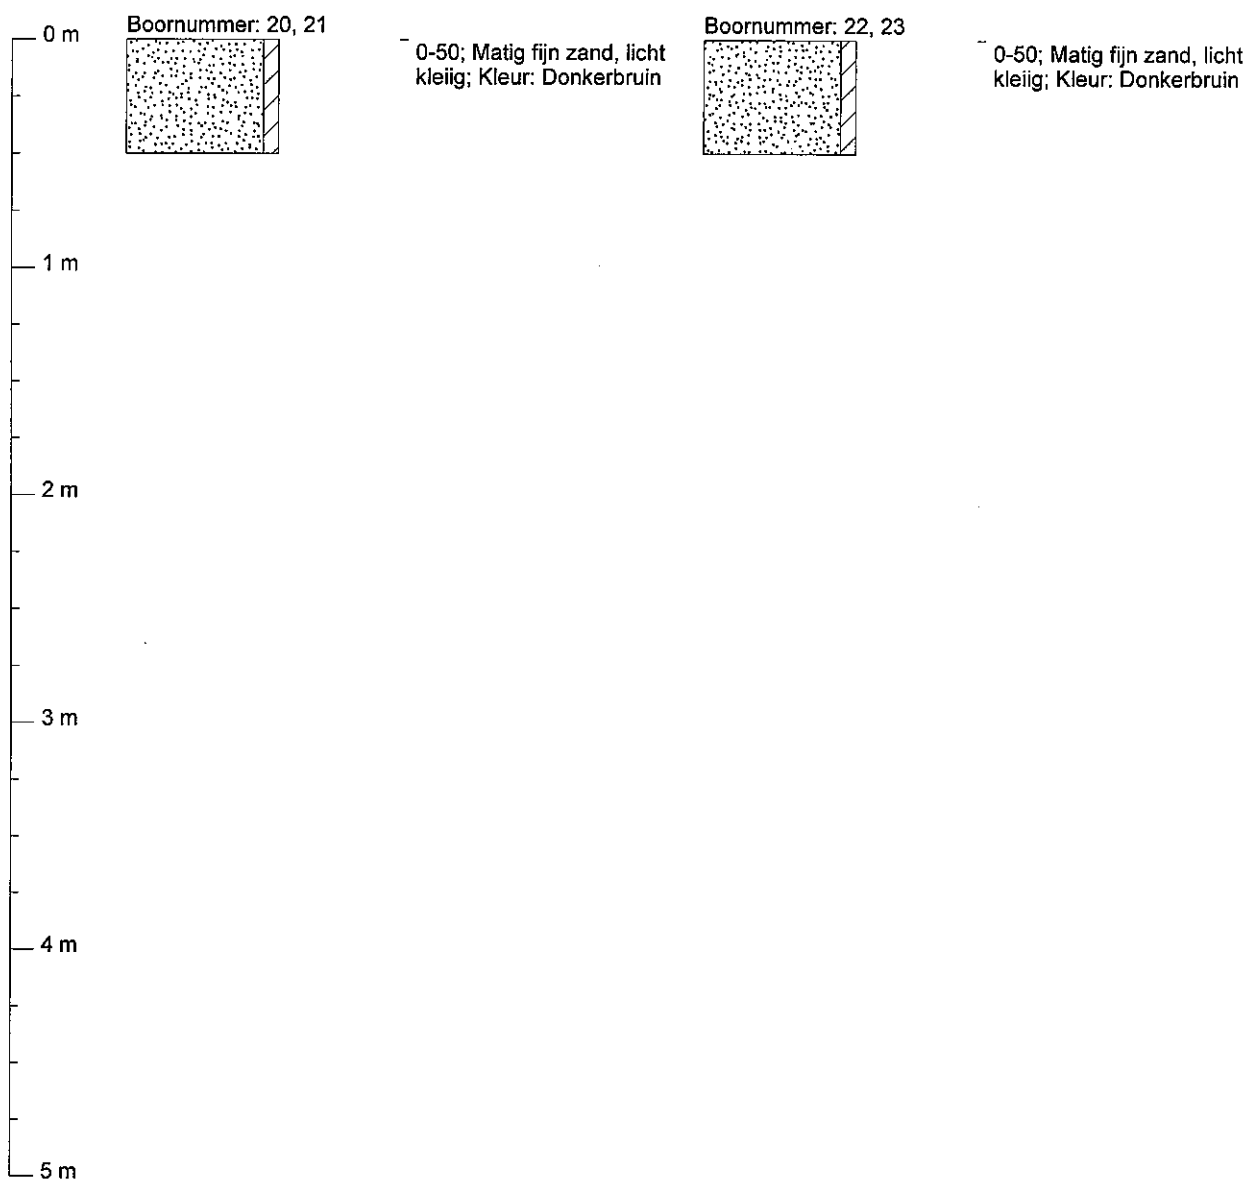 Boornummer: 20, 21
0-50; Matig fijn zand, licht
kleiig; Kleur: Donkerbruin
Boornummer: 22, 23
0-50; Matig fijn zand, licht
kleiig; Kleur: Donkerbruin
0 m
1 m
2 m
3 m
4 m
5 m